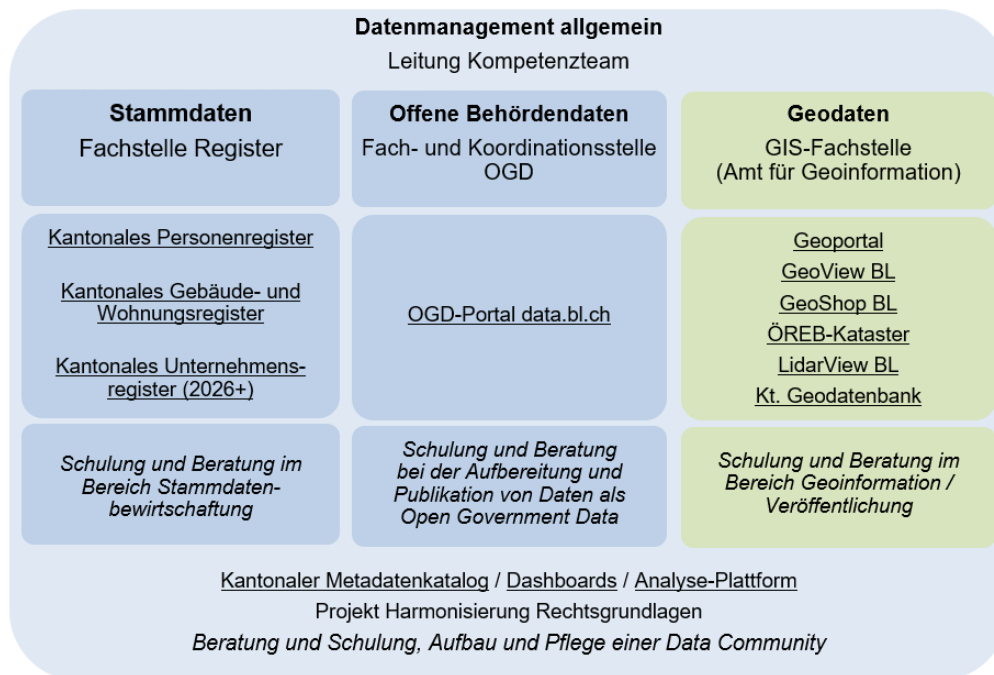 Datenmanagement allgemein
Leitung Kompetenzteam
Stammdaten
Fachstelle Register
Offene Behördendaten
Fach- und Koordinationsstelle
OGD
Geodaten
GIS-Fachstelle
(Amt für Geoinformation)
Kantonales Personenregister
Kantonales Gebäude- und
Wohnungsregister
Kantonales Unternehmens-
register (2026+)
OGD-Portal data.bl.ch
Geoportal
GeoView BL
GeoShop BL
ÖREB-Kataster
LidarView BL
Kt. Geodatenbank
Schulung und Beratung im
Bereich Stammdaten-
bewirtschaftung
Schulung und Beratung
bei der Aufbereitung und
Publikation von Daten als
Open Government Data
Schulung und Beratung im
Bereich Geoinformation /
Veröffentlichung
Kantonaler Metadatenkatalog / Dashboards / Analyse-Plattform
Projekt Harmonisierung Rechtsgrundlagen
Beratung und Schulung, Aufbau und Pflege einer Data Community